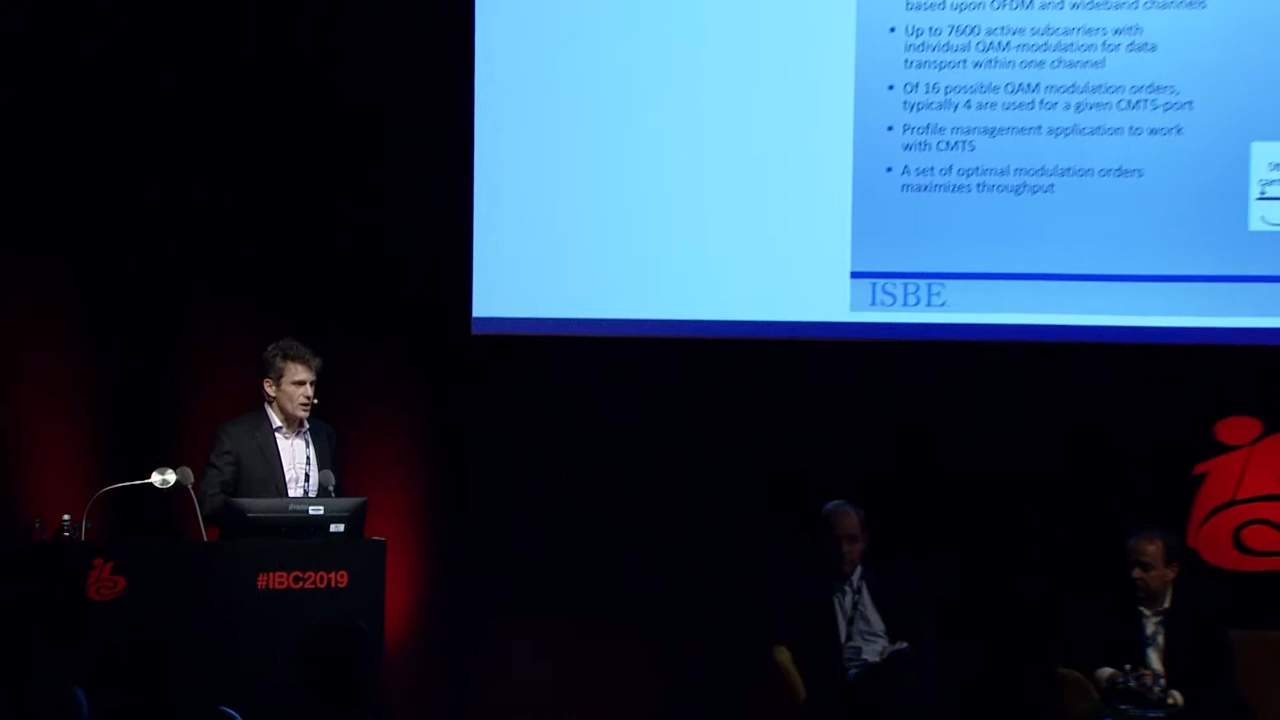 based upon OFDM and wideband channels
• Up to 7600 active subcarriers with
individual QAM-modulation for data
transport within one channel
• Of 16 possible QAM modulation orders,
typically 4 are used for a given CMTS-port
• Profile management application to work
with CMTS
• A set of optimal modulation orders
maximizes throughput
ISBE
#IBC2019